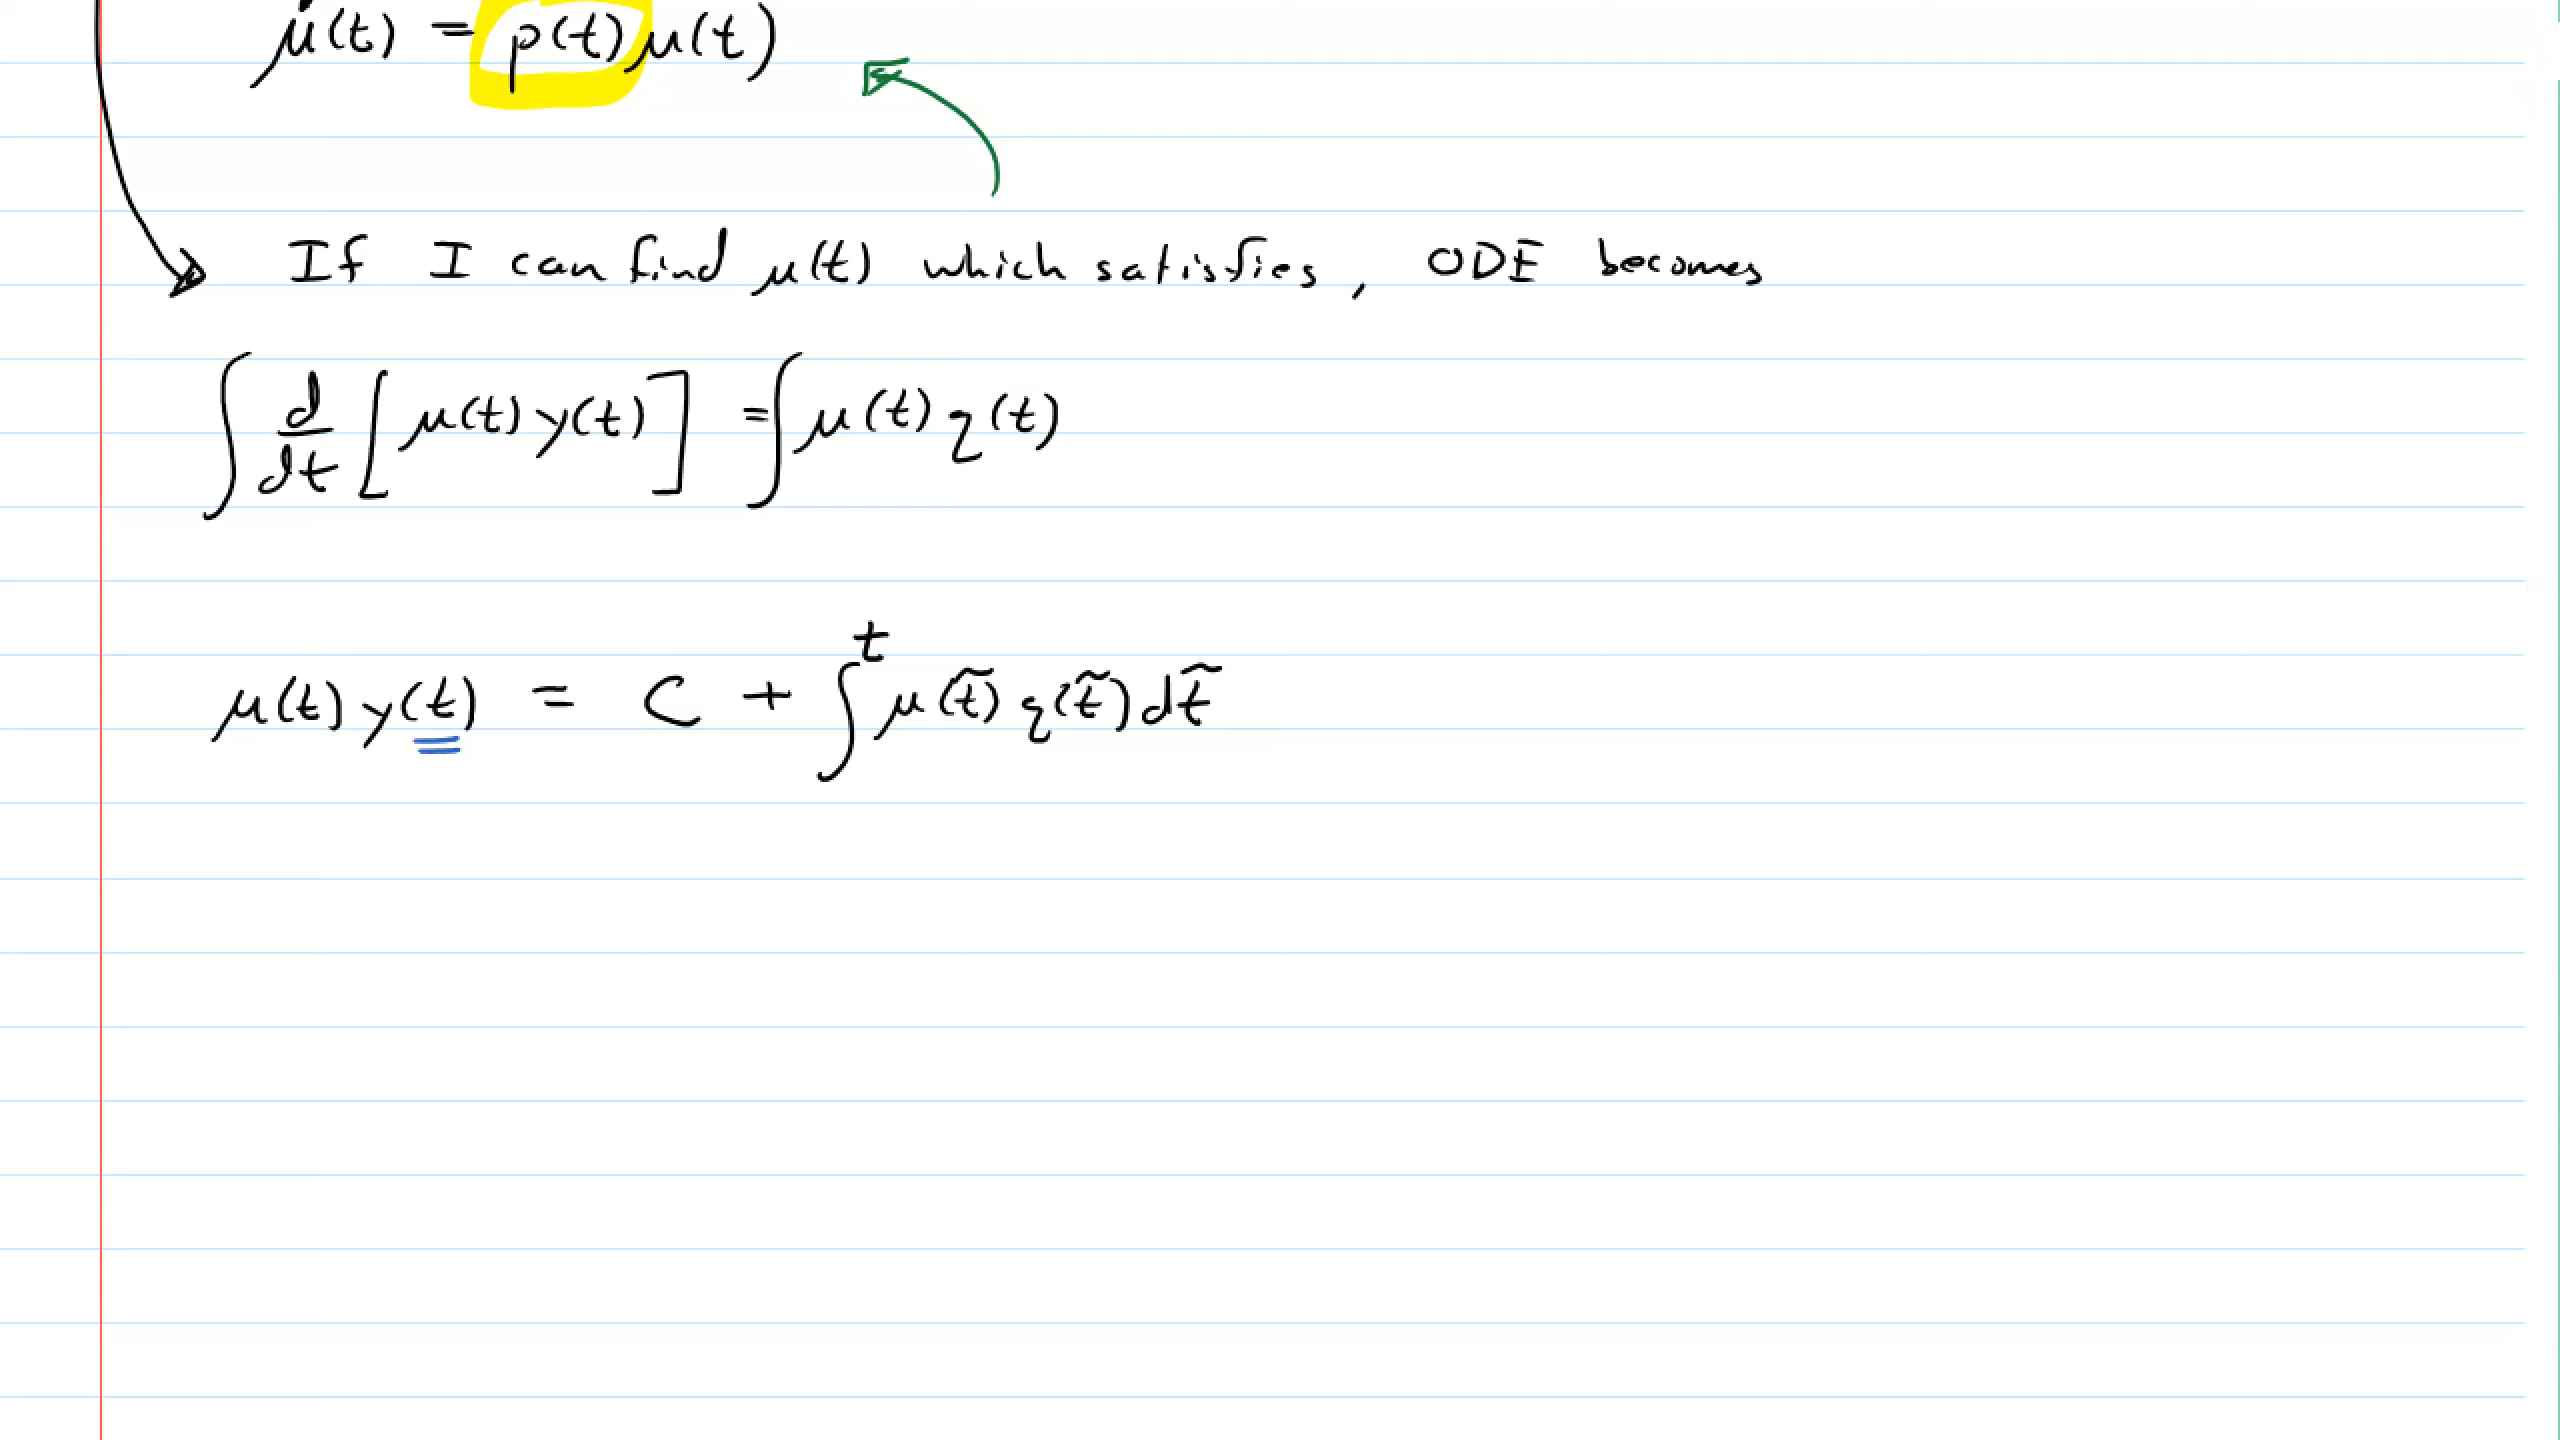 μ̇(t) = p(t)μ(t)
If I can find μ(t) which satisfies, ODE becomes
∫ d/dt [μ(t) y(t)] = ∫ μ(t) q(t)
μ(t) y(t) = C + ∫^t μ(t̃) q(t̃) dt̃